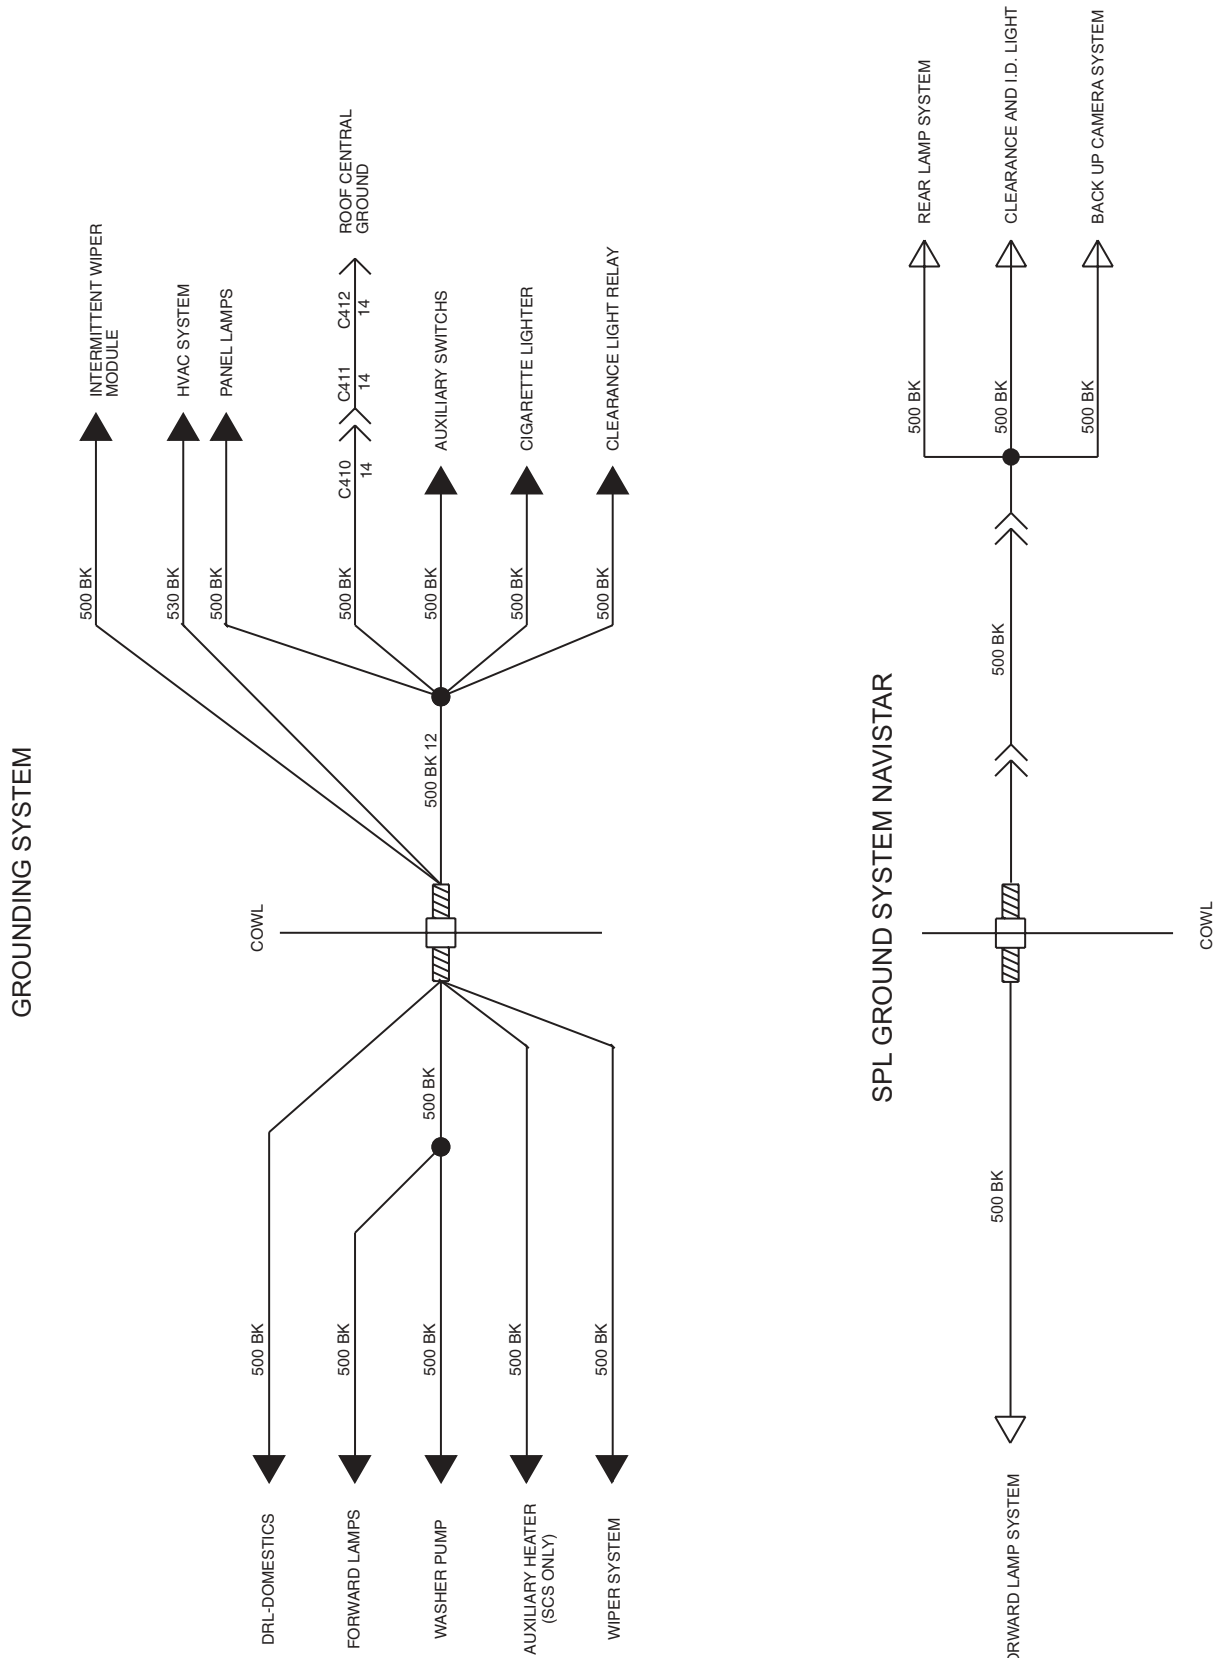 GROUNDING SYSTEM
INTERMITTENT WIPER
MODULE
500 BK
HVAC SYSTEM
530 BK
PANEL LAMPS
500 BK
ROOF CENTRAL
GROUND
C412
14
C411
14
C410
14
500 BK
AUXILIARY SWITCHS
500 BK
CIGARETTE LIGHTER
500 BK
CLEARANCE LIGHT RELAY
500 BK
500 BK 12
COWL
500 BK
DRL-DOMESTICS
500 BK
FORWARD LAMPS
500 BK
WASHER PUMP
500 BK
AUXILIARY HEATER
(SCS ONLY)
500 BK
WIPER SYSTEM
500 BK
SPL GROUND SYSTEM NAVISTAR
REAR LAMP SYSTEM
500 BK
CLEARANCE AND I.D. LIGHT
500 BK
BACK UP CAMERA SYSTEM
500 BK
500 BK
COWL
500 BK
LAMP SYSTEM